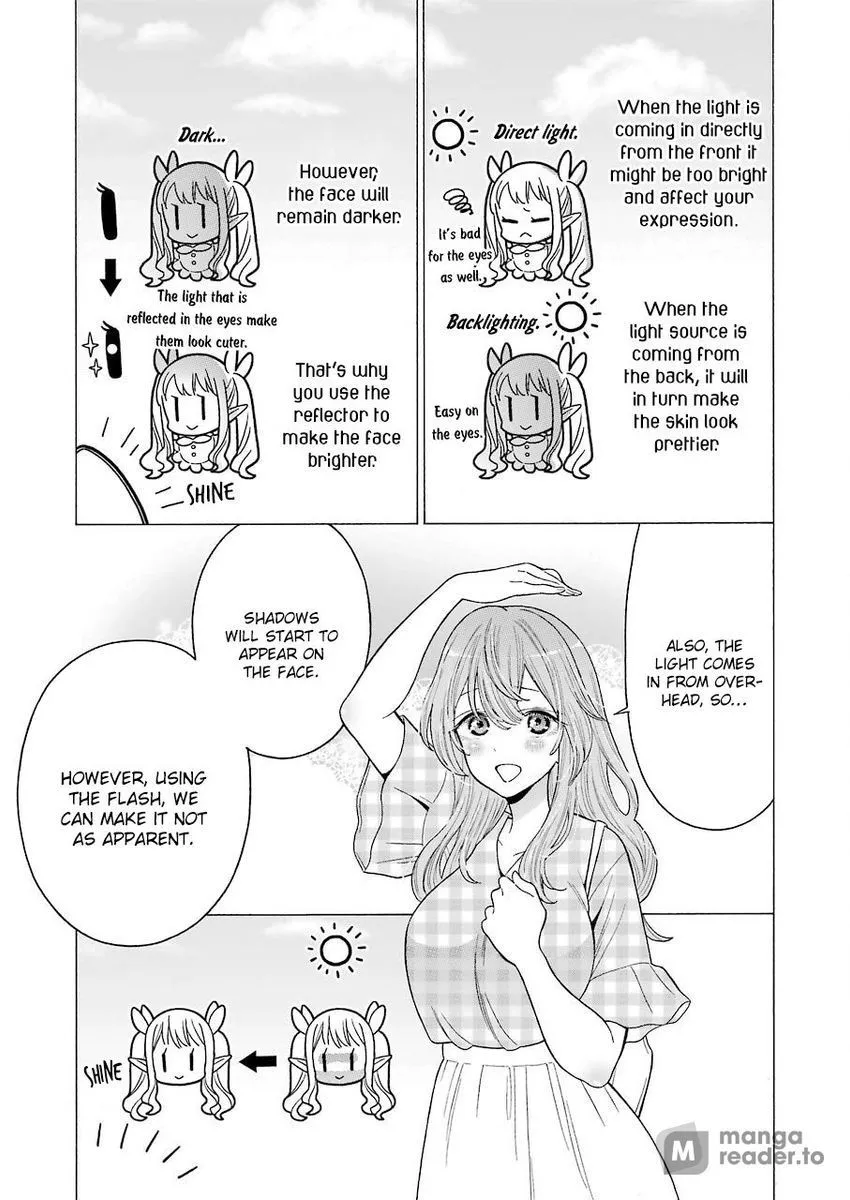 When the light is
coming in directly
from the front it
might be too bright
and affect your
expression.
Direct light.
It's bad
for the eyes
as well.
When the
light source is
coming from
the back, it will
in turn make
the skin look
prettier.
Backlighting.
Easy on
the eyes.
However,
the face will
remain darker.
Dark...
The light that is
reflected in the eyes make
them look cuter.
That's why
you use the
reflector to
make the face
brighter.
SHINE
ALSO, THE
LIGHT COMES
IN FROM OVER-
HEAD, SO...
SHADOWS
WILL START TO
APPEAR ON
THE FACE.
HOWEVER, USING
THE FLASH, WE
CAN MAKE IT NOT
AS APPARENT.
SHINE
M manga
reader.to